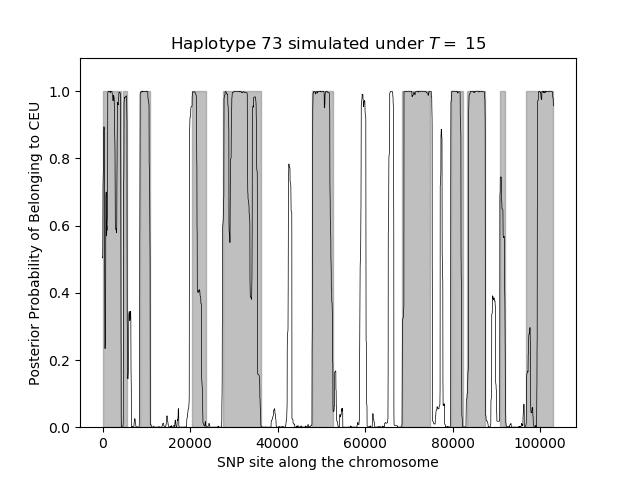 Haplotype 73 simulated under T = 15
Posterior Probability of Belonging to CEU
1.0
0.8
0.6
0.4
0.2
0.0
0 20000 40000 60000 80000 100000
SNP site along the chromosome